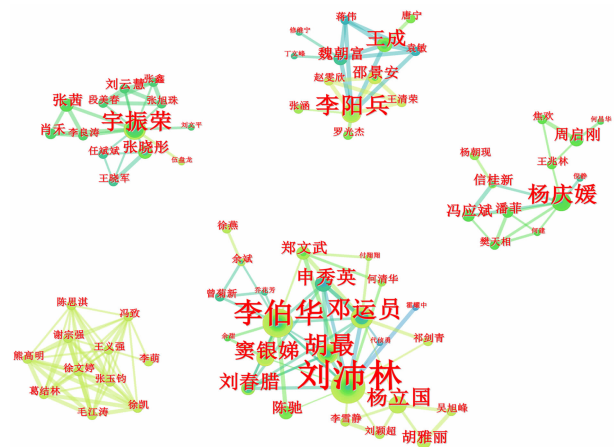 蒋伟
唐宁
王成
魏朝富
袁敏
赵雯欣
邵景安
李阳兵
王清荣
张涵
罗光杰
张鑫
刘云慧
张茜
段美春
张旭珠
宇振荣
肖禾
李良涛
任斌斌
张晓彤
王晓军
伍盘龙
焦欢
何昌华
周启刚
杨朝现
王兆林
信桂新
杨庆媛
冯应斌
潘菲
樊天相
徐燕
郑文武
余斌
申秀英
何清华
曾菊新
李伯华
邓运员
窦银娣
胡最
祁剑青
刘春腊
刘沛林
陈驰
李雪静
杨立国
吴旭峰
刘颖超
胡雅丽
陈思淇
冯致
谢宗强
王义强
熊高明
李萌
徐文婷
张玉钧
葛结林
毛江涛
徐凯